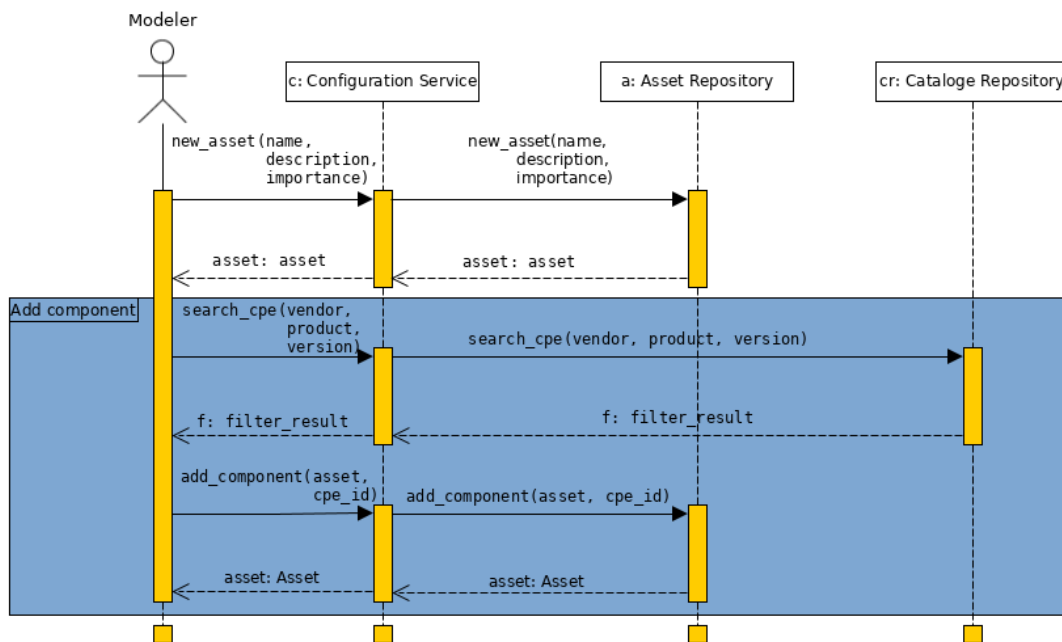 Modeler
c: Configuration Service
a: Asset Repository
cr: Cataloge Repository
new_asset(name,
description,
importance)
new_asset(name,
description,
importance)
asset: asset
asset: asset
Add component
search_cpe(vendor,
product,
version)
search_cpe(vendor, product, version)
f: filter_result
f: filter_result
add_component(asset,
cpe_id)
add_component(asset, cpe_id)
asset: Asset
asset: Asset